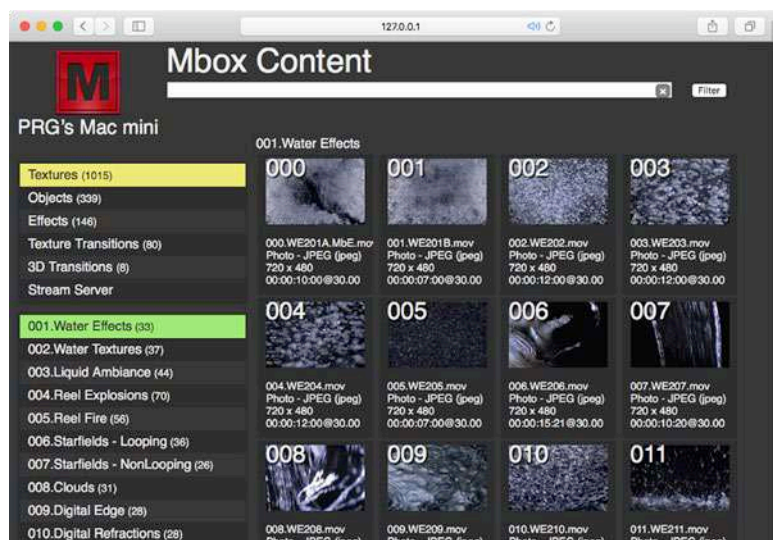 127.0.0.1
M
Mbox Content
Filter
PRG's Mac mini
Textures (1015)
Objects (339)
Effects (146)
Texture Transitions (80)
3D Transitions (8)
Stream Server
001.Water Effects (33)
002.Water Textures (37)
003.Liquid Ambiance (44)
004.Reel Explosions (70)
005.Reel Fire (56)
006.Starfields - Looping (36)
007.Starfields - NonLooping (26)
008.Clouds (31)
009.Digital Edge (28)
010.Digital Refractions (28)
001.Water Effects
000
000.WE201A.MbE.mo
Photo - JPEG (jpeg)
720 x 480
00:00:10:00@30.00
001
001.WE201B.mov
Photo - JPEG (jpeg)
720 x 480
00:00:07:00@30.00
002
002.WE202.mov
Photo - JPEG (jpeg)
720 x 480
00:00:12:00@30.00
003
003.WE203.mov
Photo - JPEG (jpeg)
720 x 480
00:00:12:00@30.00
004
004.WE204.mov
Photo - JPEG (jpeg)
720 x 480
00:00:12:00@30.00
005
005.WE205.mov
Photo - JPEG (jpeg)
720 x 480
00:00:07:00@30.00
006
006.WE206.mov
Photo - JPEG (jpeg)
720 x 480
00:00:15:21@30.00
007
007.WE207.mov
Photo - JPEG (jpeg)
720 x 480
00:00:10:20@30.00
008
008.WE208.mov
009
009.WE209.mov
010
010.WE210.mov
011
011.WE211.mov